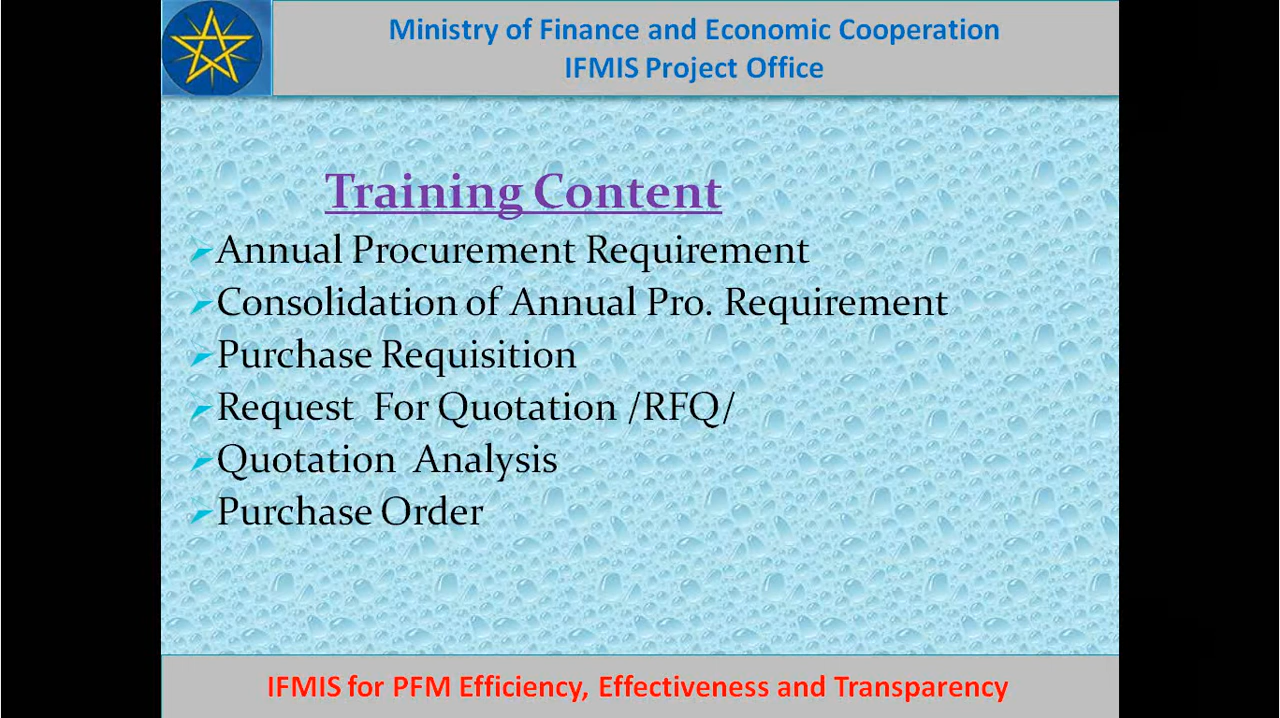 Ministry of Finance and Economic Cooperation
IFMIS Project Office
Training Content
Annual Procurement Requirement
Consolidation of Annual Pro. Requirement
Purchase Requisition
Request For Quotation /RFQ/
Quotation Analysis
Purchase Order
IFMIS for PFM Efficiency, Effectiveness and Transparency